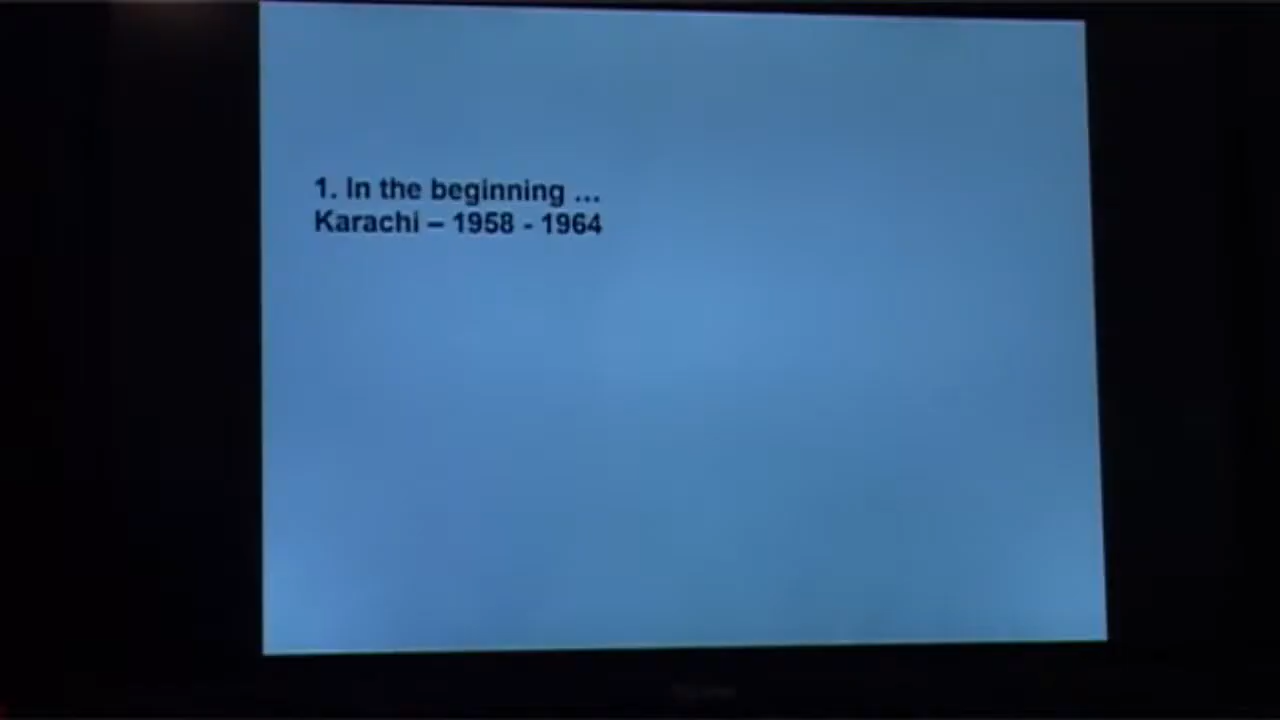 1. In the beginning ...
Karachi – 1958 - 1964